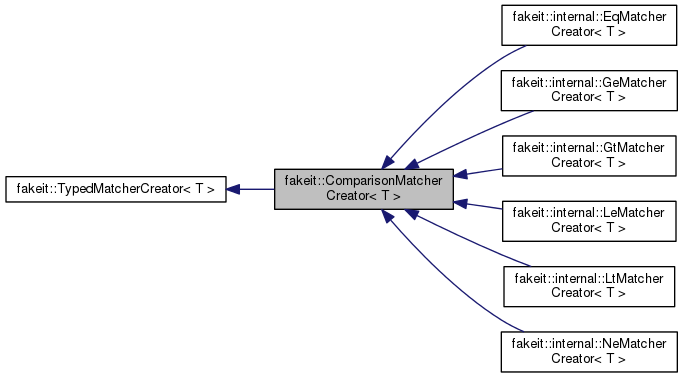 fakeit::TypedMatcherCreator< T >
fakeit::ComparisonMatcher
Creator< T >
fakeit::internal::EqMatcher
Creator< T >
fakeit::internal::GeMatcher
Creator< T >
fakeit::internal::GtMatcher
Creator< T >
fakeit::internal::LeMatcher
Creator< T >
fakeit::internal::LtMatcher
Creator< T >
fakeit::internal::NeMatcher
Creator< T >